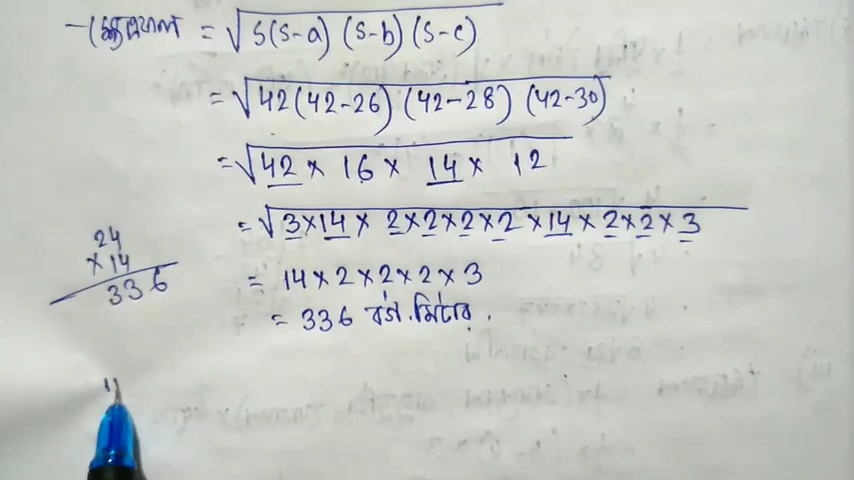 ক্ষেত্রফল = √S(S-a) (S-b) (S-c)
= √42(42-26) (42-28) (42-30)
= √42 × 16 × 14 × 12
= √3×14 × 2×2×2×2 ×14 × 2×2×3
24
×14
336
= 14×2×2×2×3
= 336 বর্গ মিটার.